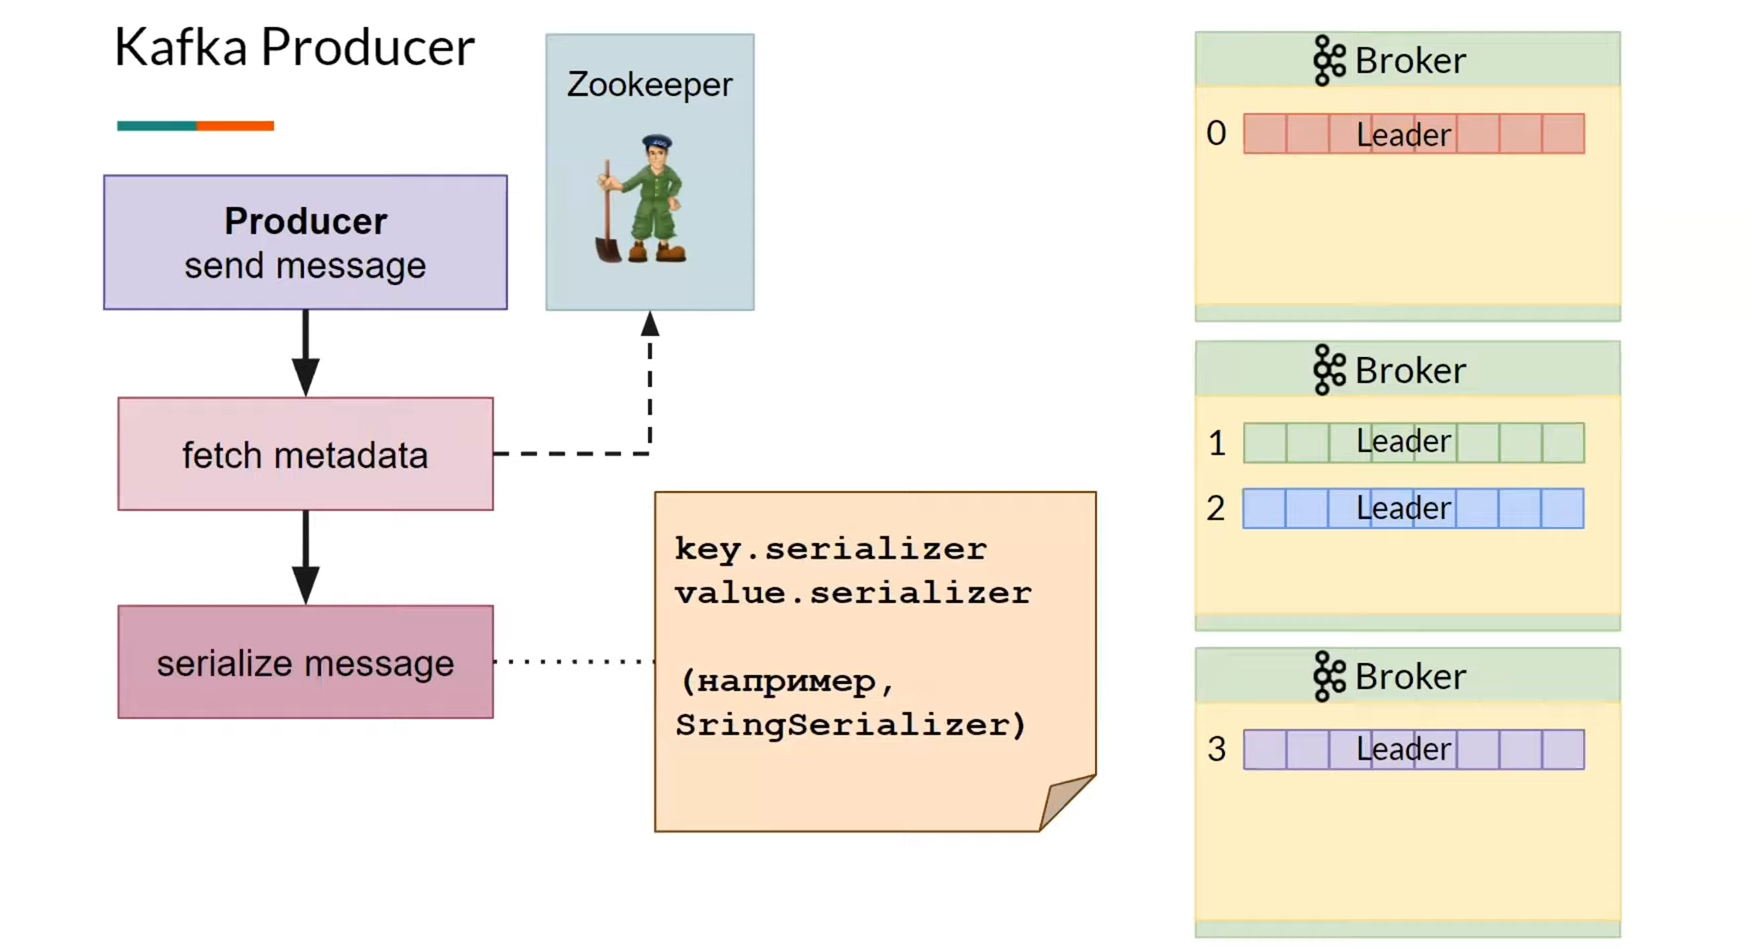 Kafka Producer
Zookeeper
Producer
send message
fetch metadata
serialize message
key.serializer
value.serializer
(например,
SringSerializer)
Broker
0 Leader
Broker
1 Leader
2 Leader
Broker
3 Leader